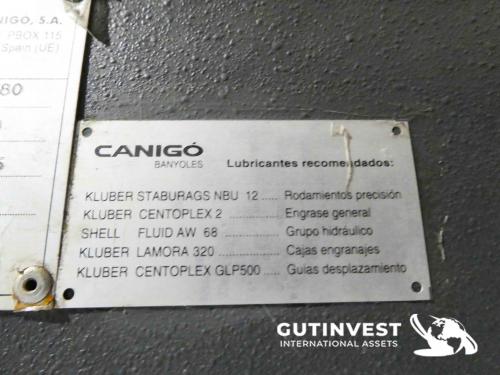 NIGO, S.A.
PBOX 115
Spain (UE)
80
CANIGÓ
BANYOLES
Lubricantes recomendados:
KLUBER STABURAGS NBU 12 ..... Rodamientos precisión
KLUBER CENTOPLEX 2 ............ Engrase general
SHELL FLUID AW 68 .............. Grupo hidráulico
KLUBER LAMORA 320 ............ Cajas engranajes
KLUBER CENTOPLEX GLP500 ..... Guias desplazamiento
GUTINVEST
INTERNATIONAL ASSETS